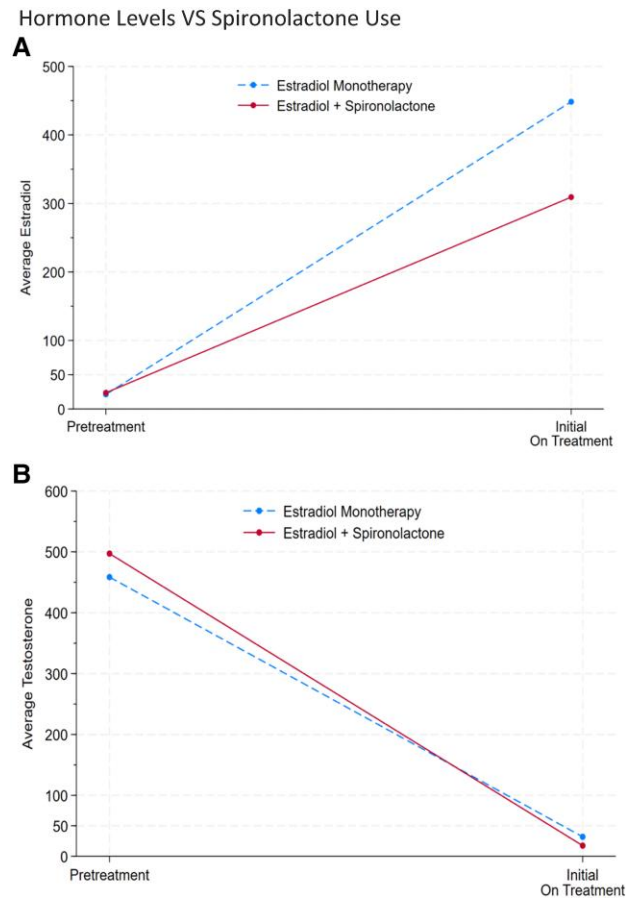 Hormone Levels VS Spironolactone Use
A
500
400
300
200
100
50
0
Average Estradiol
Estradiol Monotherapy
Estradiol + Spironolactone
Pretreatment
Initial
On Treatment
B
600
500
400
300
200
100
50
0
Average Testosterone
Estradiol Monotherapy
Estradiol + Spironolactone
Pretreatment
Initial
On Treatment